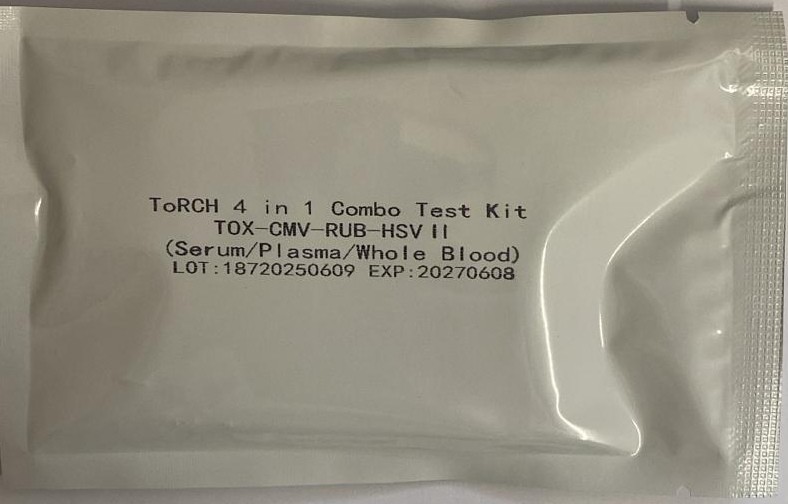 ToRCH 4 in 1 Combo Test Kit
TOX-CMV-RUB-HSV II
(Serum/Plasma/Whole Blood)
LOT:18720250609 EXP:20270608